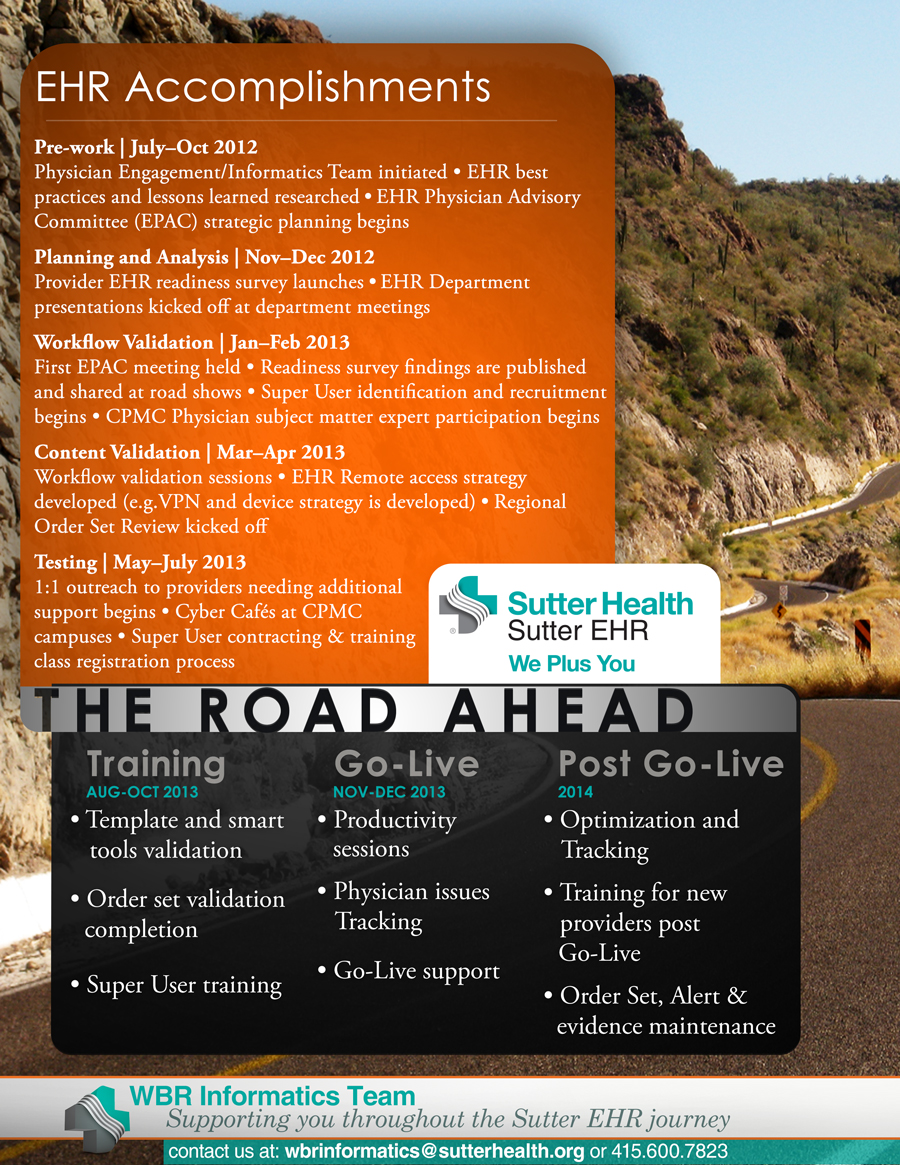 EHR Accomplishments
Pre-work | July–Oct 2012
Physician Engagement/Informatics Team initiated • EHR best
practices and lessons learned researched • EHR Physician Advisory
Committee (EPAC) strategic planning begins
Planning and Analysis | Nov–Dec 2012
Provider EHR readiness survey launches • EHR Department
presentations kicked off at department meetings
Workflow Validation | Jan–Feb 2013
First EPAC meeting held • Readiness survey findings are published
and shared at road shows • Super User identification and recruitment
begins • CPMC Physician subject matter expert participation begins
Content Validation | Mar–Apr 2013
Workflow validation sessions • EHR Remote access strategy
developed (e.g.VPN and device strategy is developed) • Regional
Order Set Review kicked off
Testing | May–July 2013
1:1 outreach to providers needing additional
support begins • Cyber Cafés at CPMC
campuses • Super User contracting & training
class registration process
Sutter Health
Sutter EHR
®
We Plus You
THE ROAD AHEAD
Training
AUG-OCT 2013
• Template and smart
tools validation
• Order set validation
completion
• Super User training
Go-Live
NOV-DEC 2013
• Productivity
sessions
• Physician issues
Tracking
• Go-Live support
Post Go-Live
2014
• Optimization and
Tracking
• Training for new
providers post
Go-Live
• Order Set, Alert &
evidence maintenance
WBR Informatics Team
Supporting you throughout the Sutter EHR journey
contact us at: wbrinformatics@sutterhealth.org or 415.600.7823